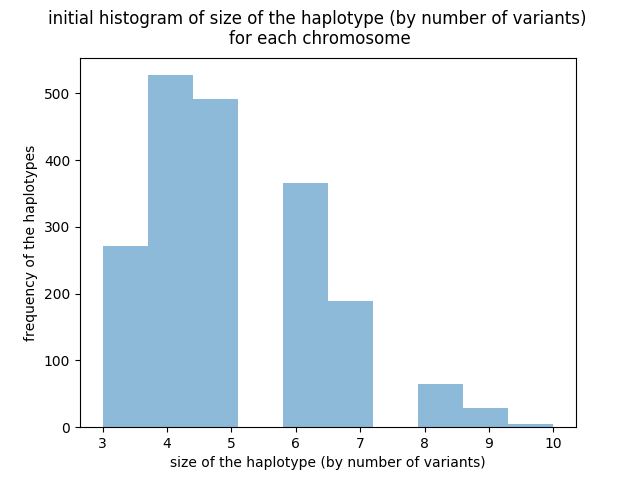 initial histogram of size of the haplotype (by number of variants)
for each chromosome
frequency of the haplotypes
500
400
300
200
100
0
3 4 5 6 7 8 9 10
size of the haplotype (by number of variants)